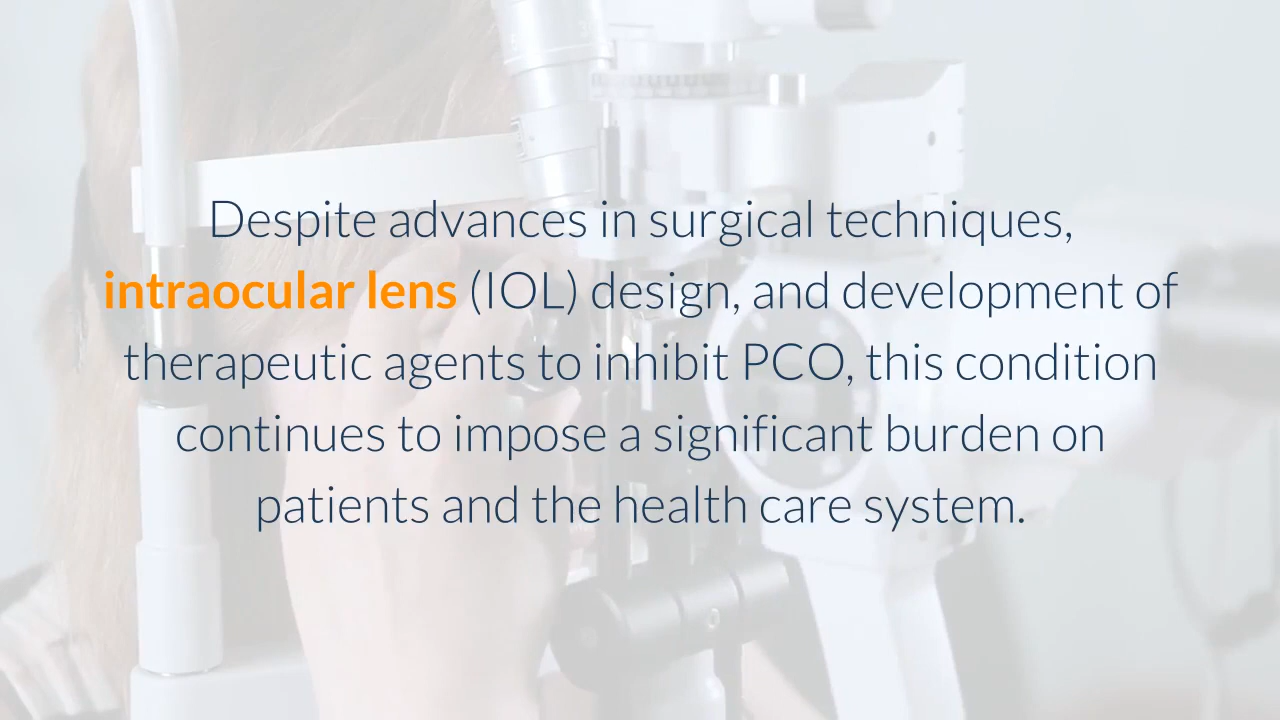 Despite advances in surgical techniques,
intraocular lens (IOL) design, and development of
therapeutic agents to inhibit PCO, this condition
continues to impose a significant burden on
patients and the health care system.